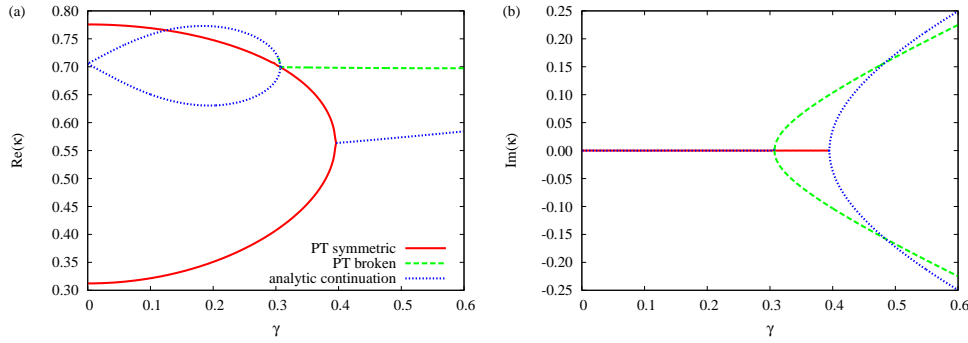 (a)
0.80
0.75
0.70
0.65
0.60
0.55
0.50
0.45
0.40
0.35
0.30
Re(κ)
PT symmetric
PT broken
analytic continuation
0 0.1 0.2 0.3 0.4 0.5 0.6
γ
(b)
0.25
0.20
0.15
0.10
0.05
0.00
-0.05
-0.10
-0.15
-0.20
-0.25
Im(κ)
0 0.1 0.2 0.3 0.4 0.5 0.6
γ